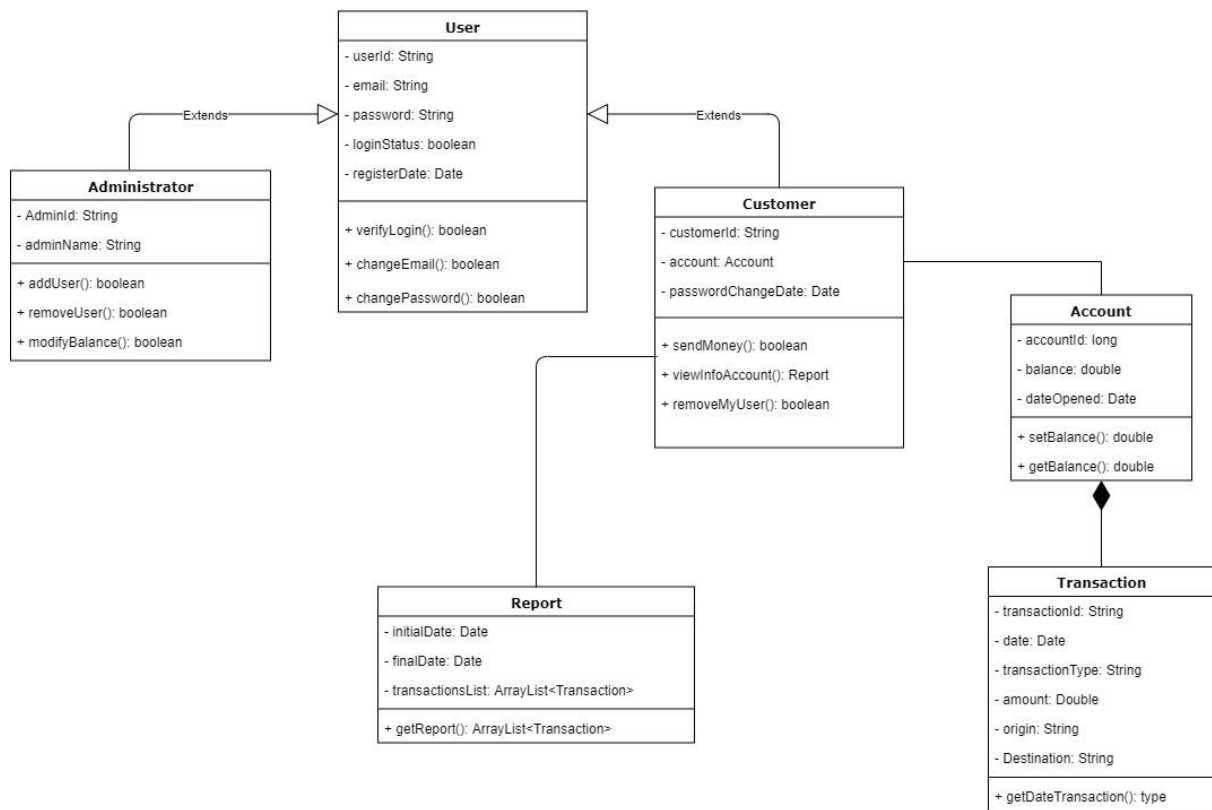 User
- userId: String
- email: String
- password: String
- loginStatus: boolean
- registerDate: Date
+ verifyLogin(): boolean
+ changeEmail(): boolean
+ changePassword(): boolean
Extends
Extends
Administrator
- AdminId: String
- adminName: String
+ addUser(): boolean
+ removeUser(): boolean
+ modifyBalance(): boolean
Customer
- customerId: String
- account: Account
- passwordChangeDate: Date
+ sendMoney(): boolean
+ viewInfoAccount(): Report
+ removeMyUser(): boolean
Account
- accountId: long
- balance: double
- dateOpened: Date
+ setBalance(): double
+ getBalance(): double
Report
- initialDate: Date
- finalDate: Date
- transactionsList: ArrayList<Transaction>
+ getReport(): ArrayList<Transaction>
Transaction
- transactionId: String
- date: Date
- transactionType: String
- amount: Double
- origin: String
- Destination: String
+ getDateTransaction(): type